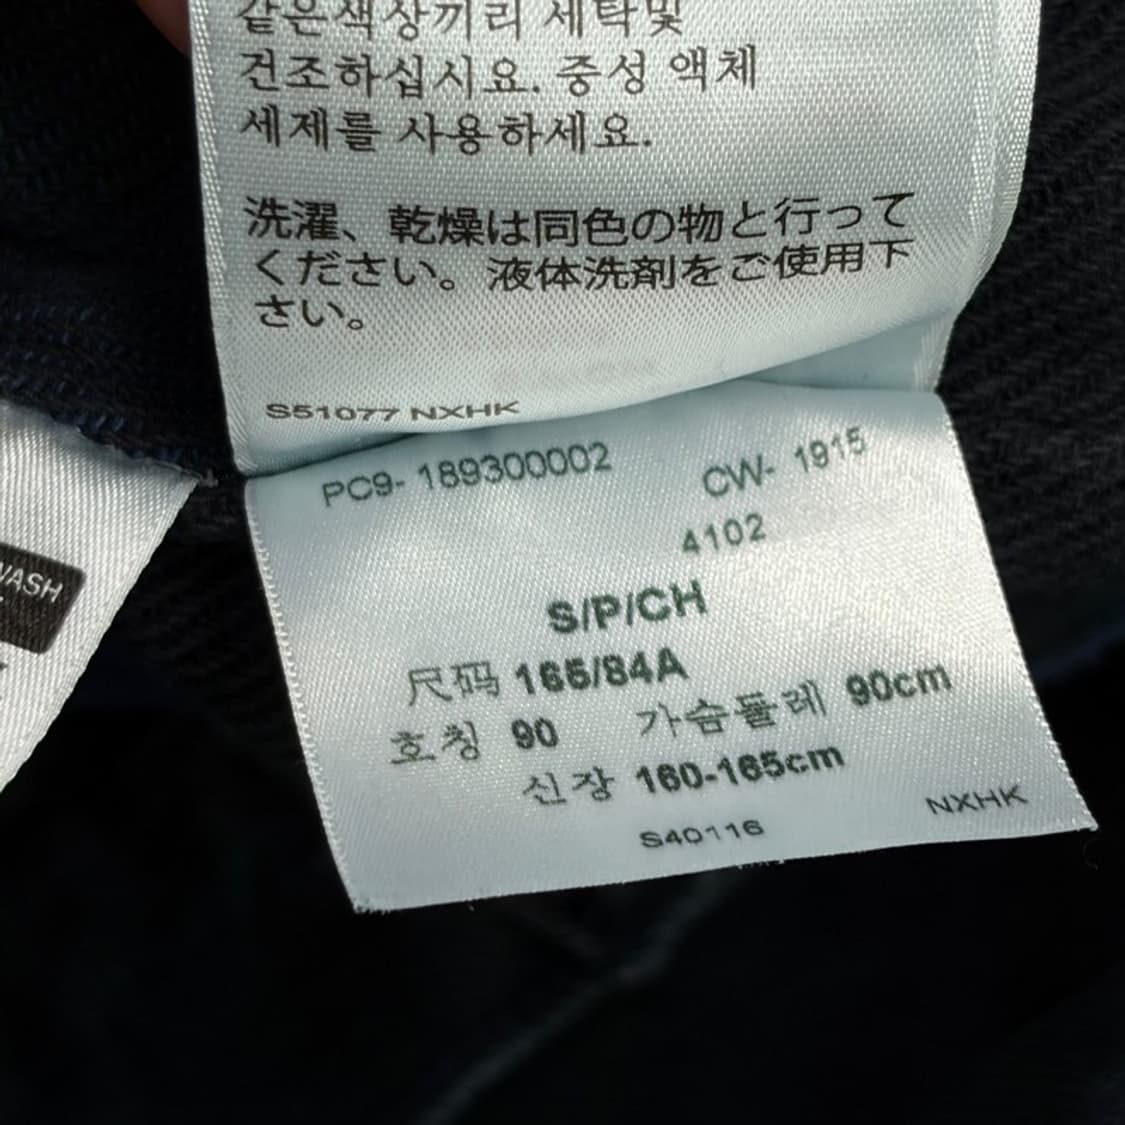 같은색상끼리 세탁및
건조하십시요. 중성 액체
세제를 사용하세요.
洗濯、乾燥は同色の物と行って
ください。液体洗剤をご使用下
さい。
S51077 NXHK
PC9- 189300002 CW- 1915
4102
S/P/CH
尺码 165/84A
호칭 90 가슴둘레 90cm
신장 160-165cm
S40116 NXHK
WASH